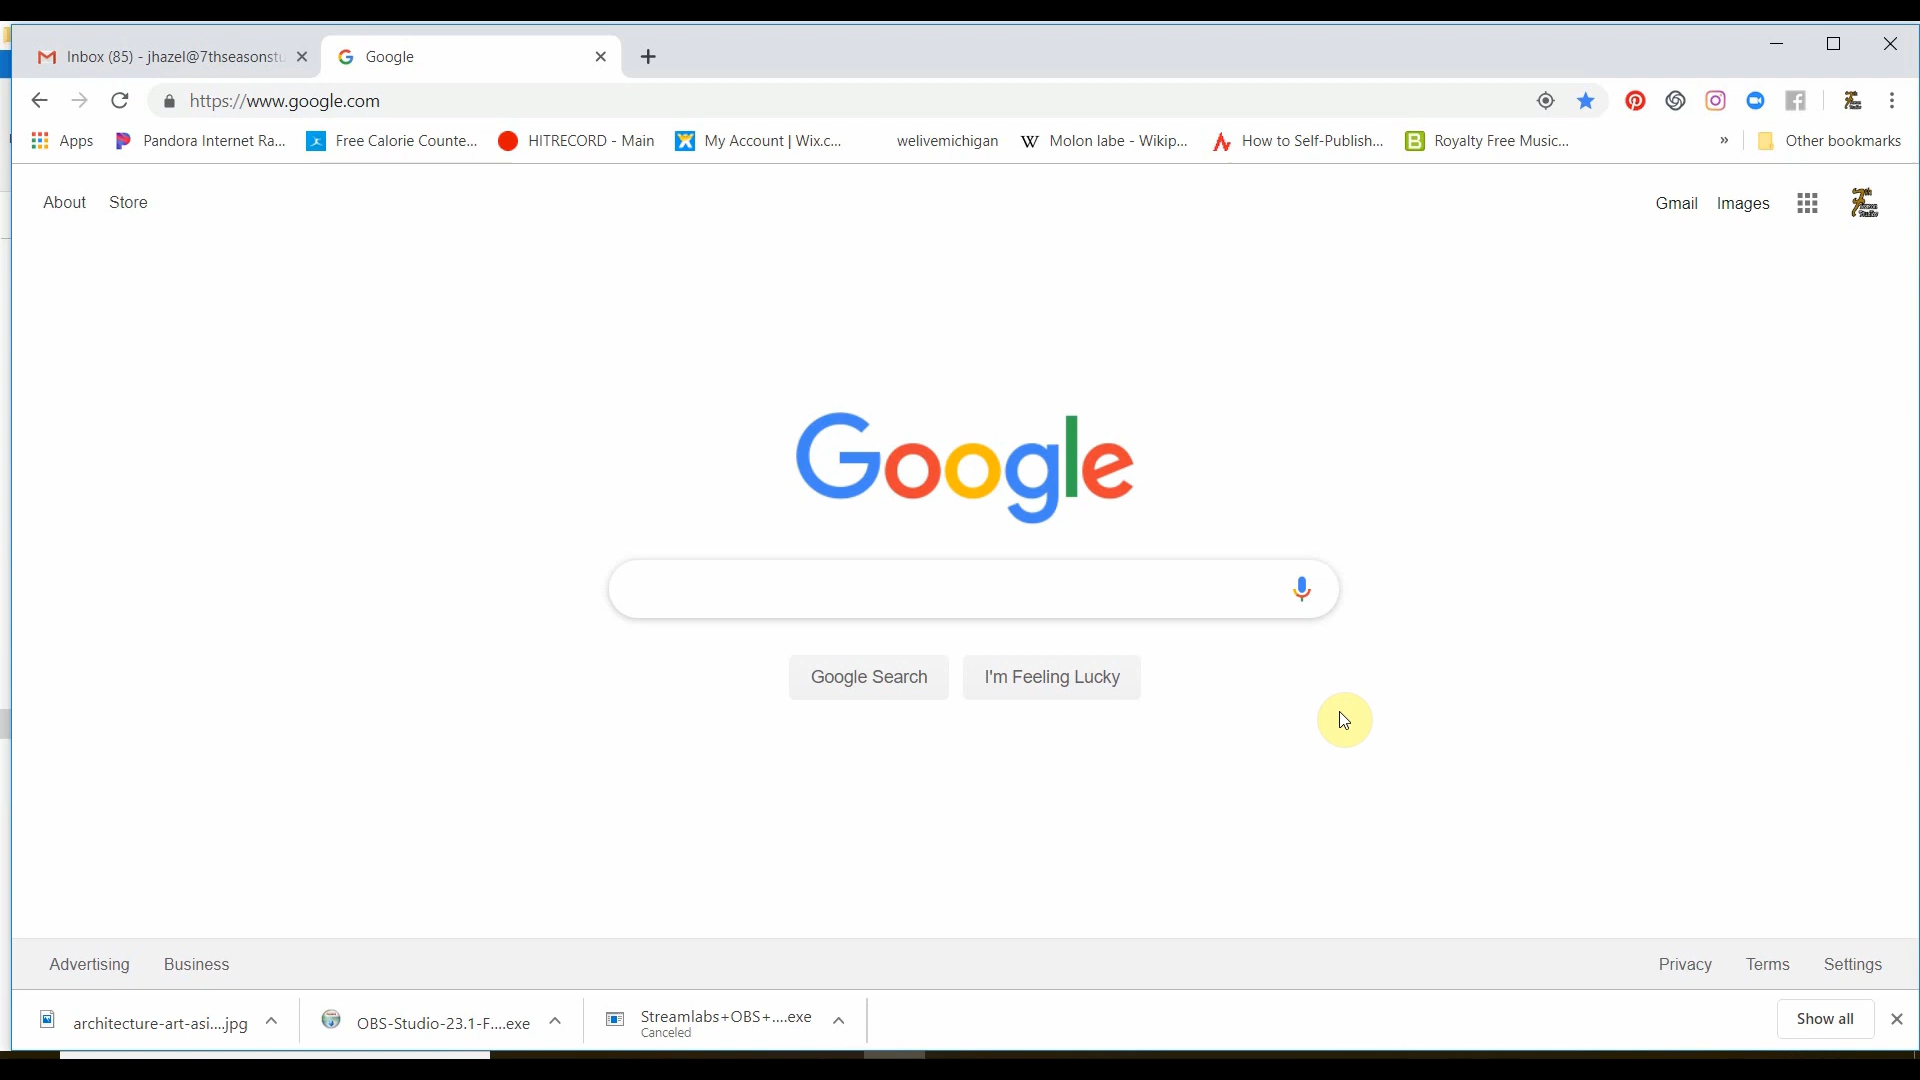 Inbox (85) - jhazel@7thseasonstu
Google
https://www.google.com
Apps
Pandora Internet Ra...
Free Calorie Counte...
HITRECORD - Main
My Account | Wix.c...
welivemichigan
Molon labe - Wikip...
How to Self-Publish...
Royalty Free Music...
»
Other bookmarks
About
Store
Gmail
Images
Google
Google Search
I'm Feeling Lucky
Advertising
Business
Privacy
Terms
Settings
architecture-art-asi....jpg
OBS-Studio-23.1-F....exe
Streamlabs+OBS+....exe
Canceled
Show all